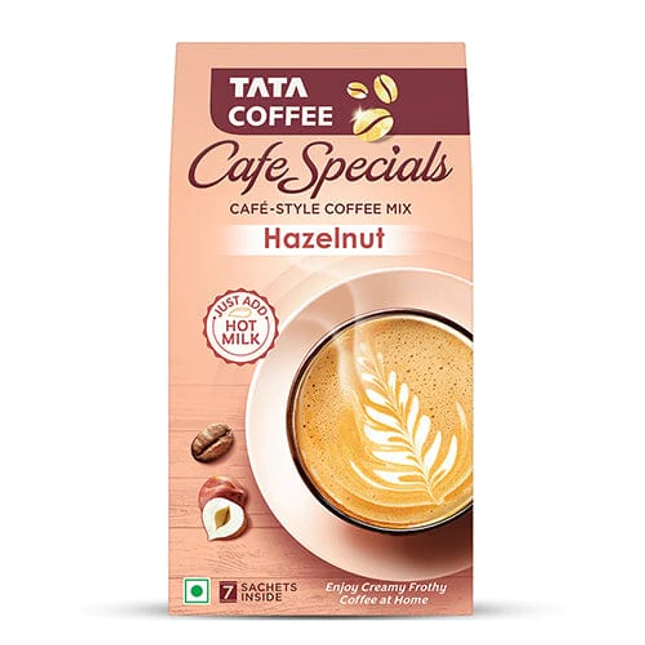 TATA
COFFEE
Cafe Specials
CAFÉ-STYLE COFFEE MIX
Hazelnut
JUST ADD
HOT
MILK
7 SACHETS
INSIDE
Enjoy Creamy Frothy
Coffee at Home